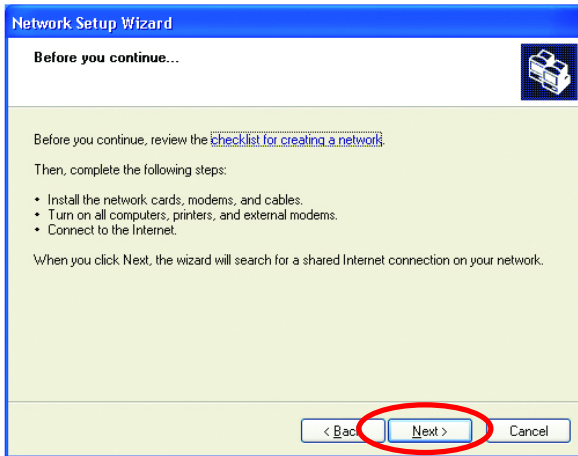 Network Setup Wizard
Before you continue...
Before you continue, review the checklist for creating a network.
Then, complete the following steps:
• Install the network cards, modems, and cables.
• Turn on all computers, printers, and external modems.
• Connect to the Internet.
When you click Next, the wizard will search for a shared Internet connection on your network.
< Back Next > Cancel